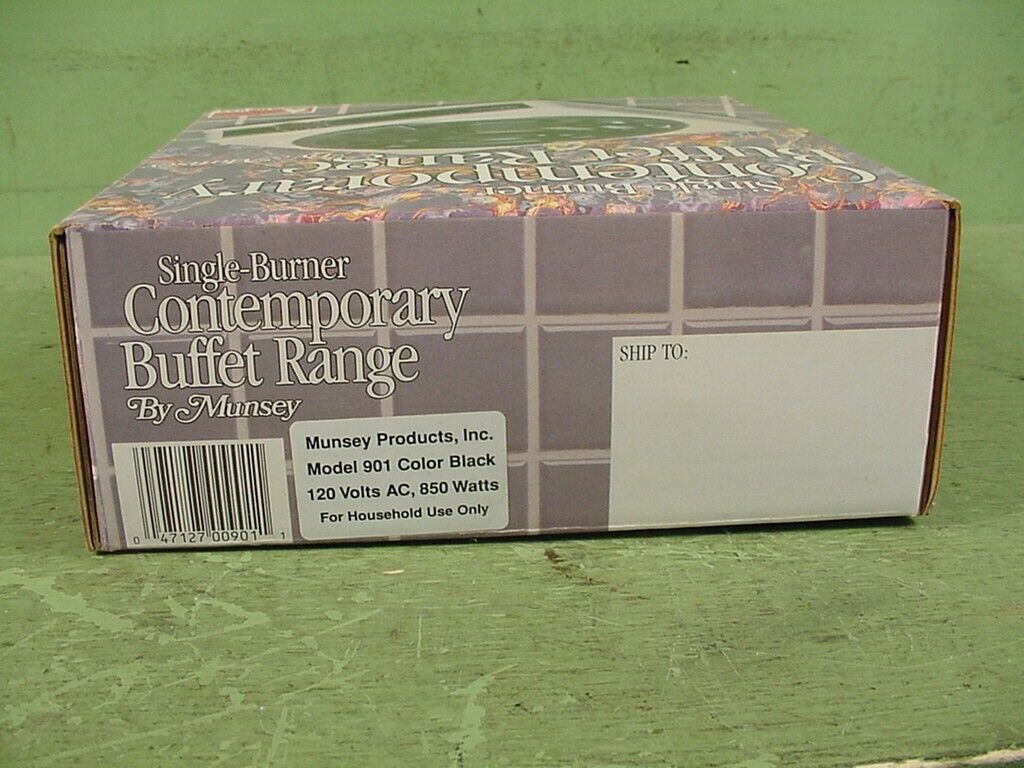 Single-Burner
Contemporary
Buffet Range
Single-Burner
Contemporary
Buffet Range
By Munsey
SHIP TO:
Munsey Products, Inc.
Model 901 Color Black
120 Volts AC, 850 Watts
For Household Use Only
0 47127 00901 1